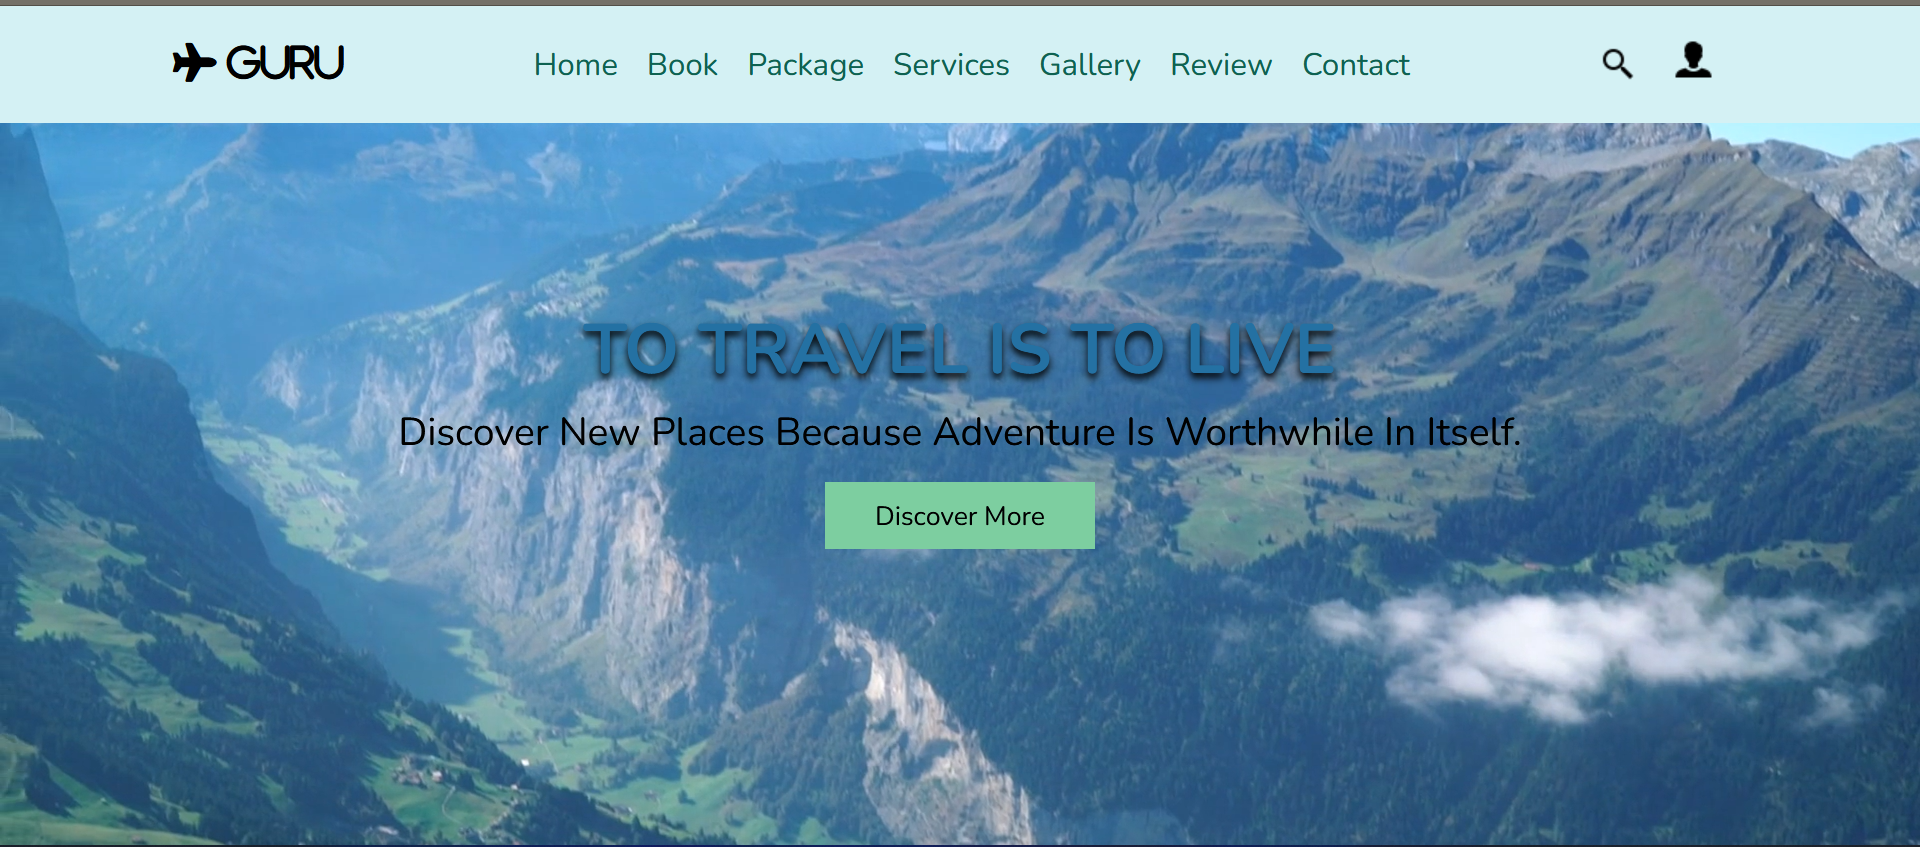 GURU
Home Book Package Services Gallery Review Contact
TO TRAVEL IS TO LIVE
Discover New Places Because Adventure Is Worthwhile In Itself.
Discover More